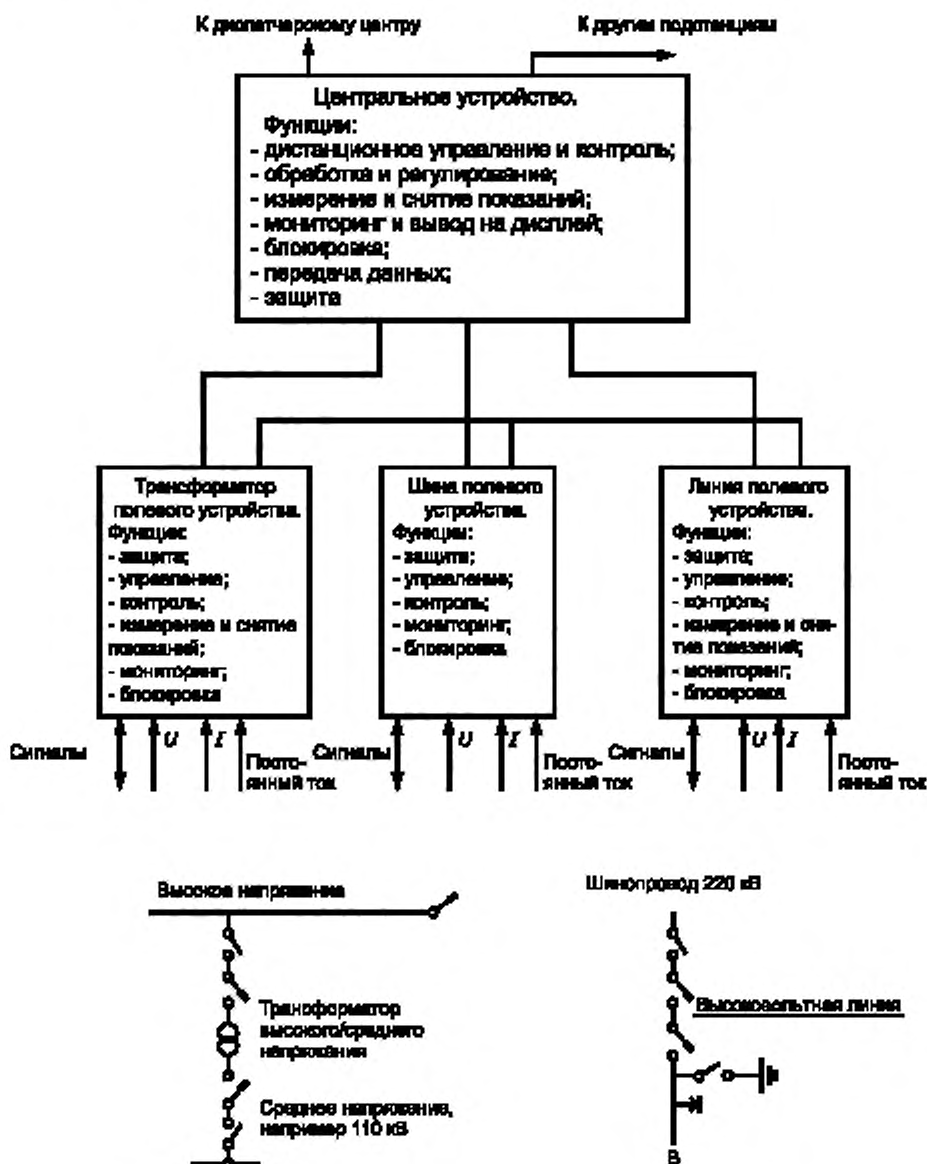 К диспетчерскому центру
К другим подстанциям
Центральное устройство.
Функции:
- дистанционное управление и контроль;
- обработка и регулирование;
- измерение и снятие показаний;
- мониторинг и вывод на дисплей;
- блокировка;
- передача данных;
- защита
Трансформатор
полевого устройства.
Функции:
- защита;
- управление;
- контроль;
- измерение и снятие
показаний;
- мониторинг;
- блокировка
Шина полевого
устройства.
Функции:
- защита;
- управление;
- контроль;
- мониторинг;
- блокировка
Линия полевого
устройства.
Функции:
- защита;
- управление;
- контроль;
- измерение и сня-
тие показаний;
- мониторинг;
- блокировка
Сигналы
U
I
Посто-
янный ток
Сигналы
U
I
Посто-
янный ток
Сигналы
U
I
Посто-
янный ток
Высокое напряжение
Трансформатор
высокого/среднего
напряжения
Среднее напряжение,
например 110 кВ
Шинопровод 220 кВ
Высоковольтная линия
В